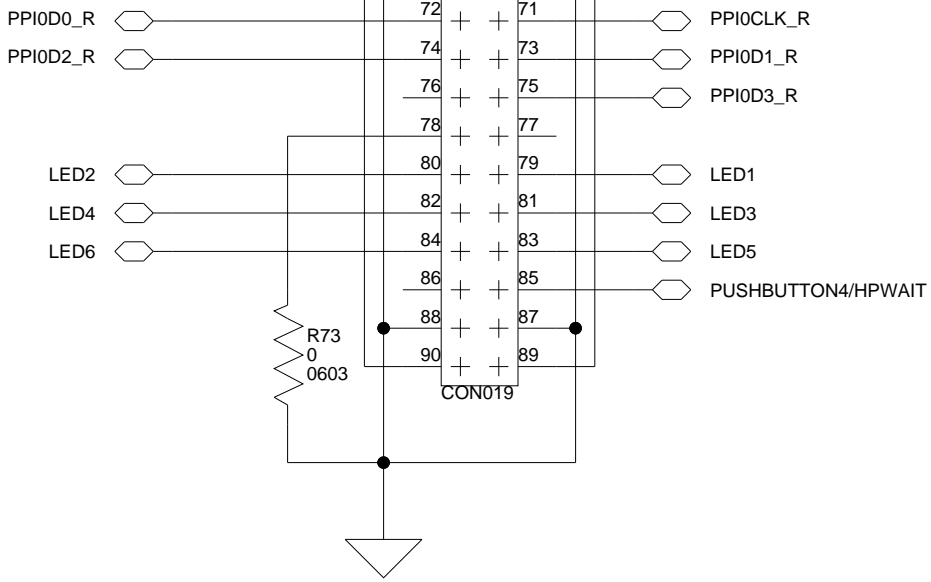 PPI0D0_R 72 71 PPI0CLK_R
PPI0D2_R 74 73 PPI0D1_R
76 75 PPI0D3_R
78 77
LED2 80 79 LED1
LED4 82 81 LED3
LED6 84 83 LED5
86 85 PUSHBUTTON4/HPWAIT
88 87
R73
0
0603
90 89
CON019